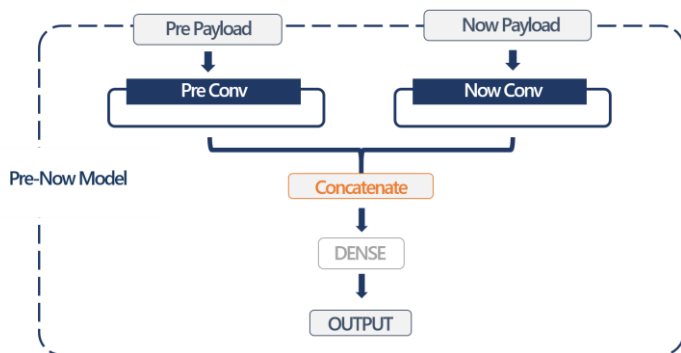 Pre Payload
Now Payload
Pre Conv
Now Conv
Pre-Now Model
Concatenate
DENSE
OUTPUT